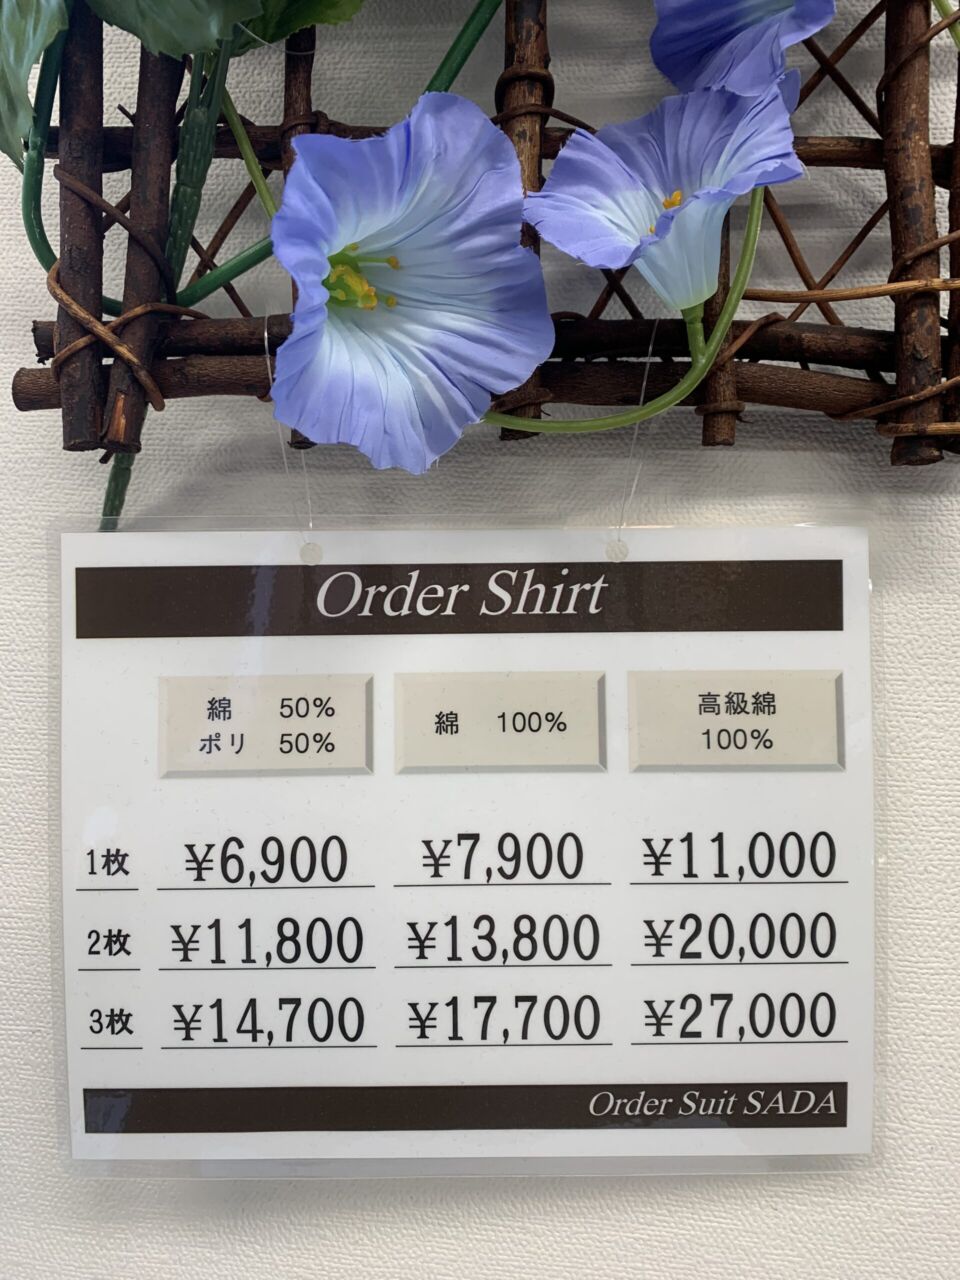 Order Shirt
綿 50%
ポリ 50%
綿 100%
高級綿
100%
1枚 ¥6,900 ¥7,900 ¥11,000
2枚 ¥11,800 ¥13,800 ¥20,000
3枚 ¥14,700 ¥17,700 ¥27,000
Order Suit SADA